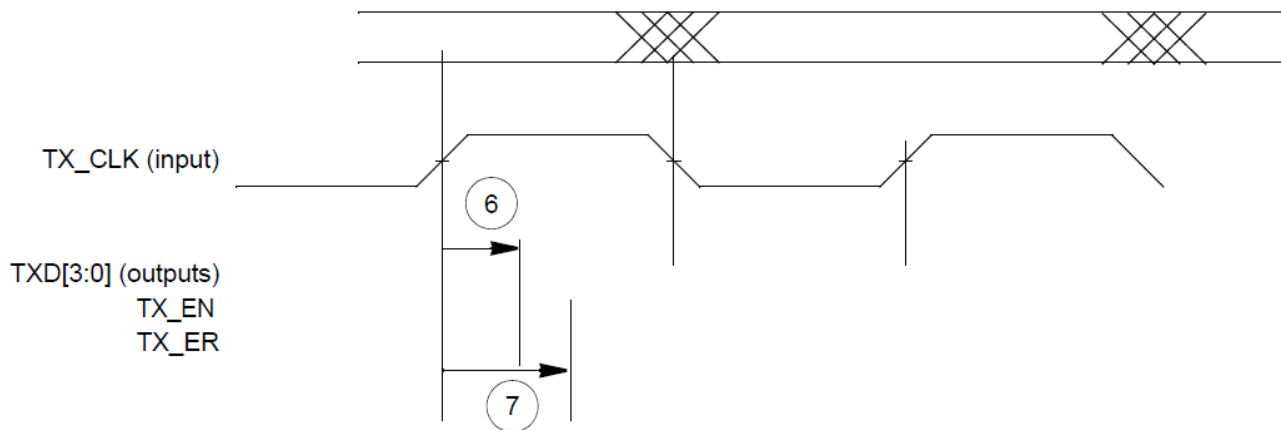 TX_CLK (input)
6
TXD[3:0] (outputs)
TX_EN
TX_ER
7